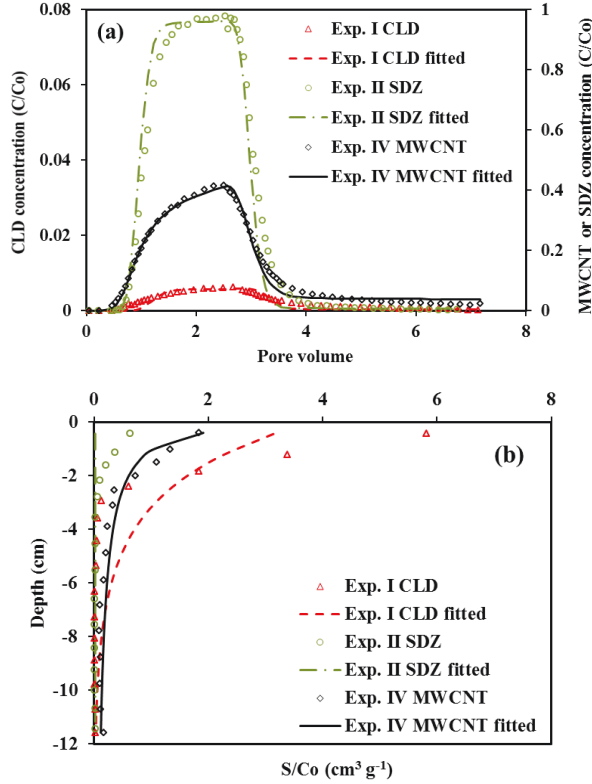 (a)
Exp. I CLD
Exp. I CLD fitted
Exp. II SDZ
Exp. II SDZ fitted
Exp. IV MWCNT
Exp. IV MWCNT fitted
CLD concentration (C/Co)
0.08
0.06
0.04
0.02
0
1
0.8
0.6
0.4
0.2
0
MWCNT or SDZ concentration (C/Co)
0 2 4 6 8
Pore volume
0 2 4 6 8
(b)
Depth (cm)
0
-2
-4
-6
-8
-10
-12
Exp. I CLD
Exp. I CLD fitted
Exp. II SDZ
Exp. II SDZ fitted
Exp. IV MWCNT
Exp. IV MWCNT fitted
S/Co (cm³ g⁻¹)